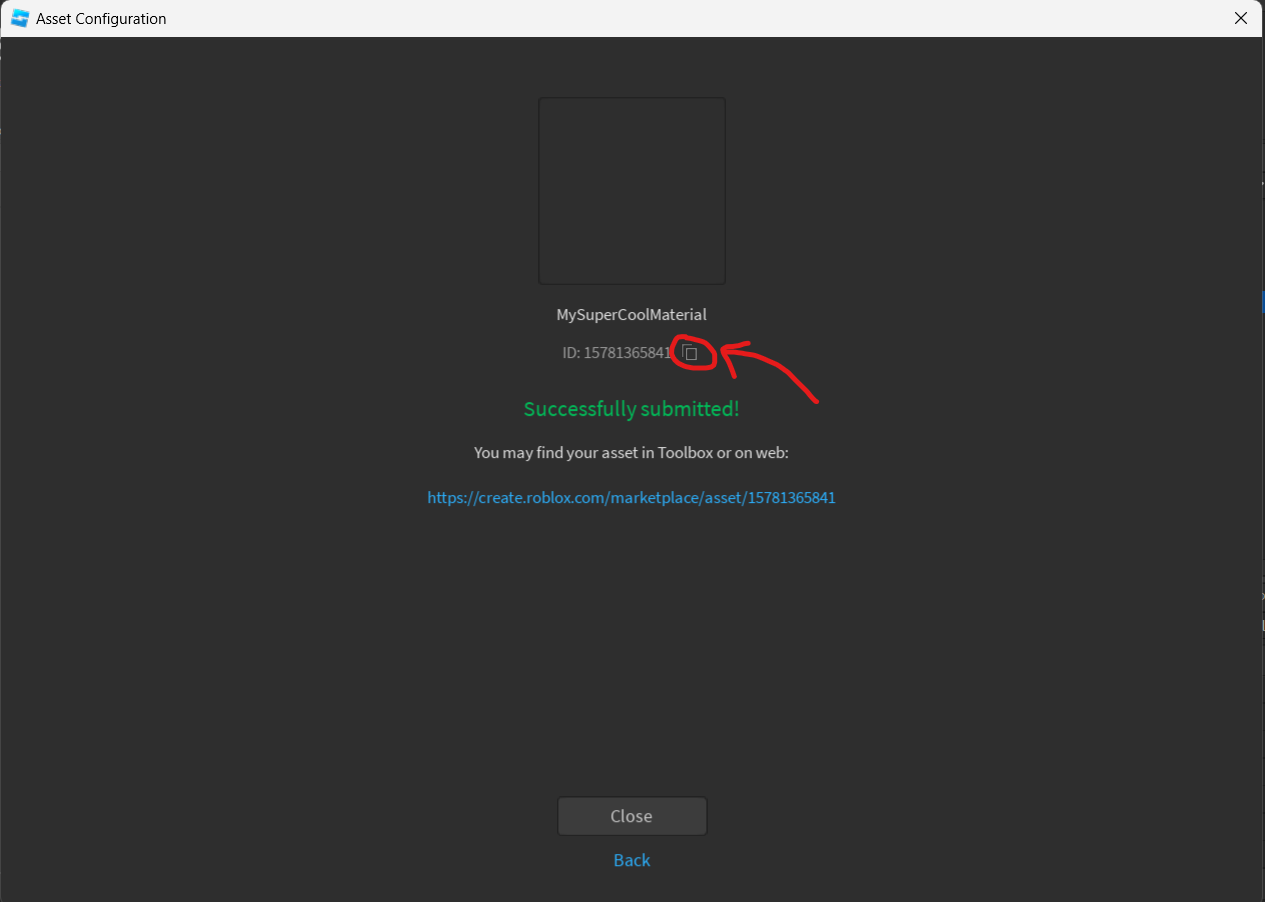 Asset Configuration
MySuperCoolMaterial
ID: 15781365841
Successfully submitted!
You may find your asset in Toolbox or on web:
https://create.roblox.com/marketplace/asset/15781365841
Close
Back